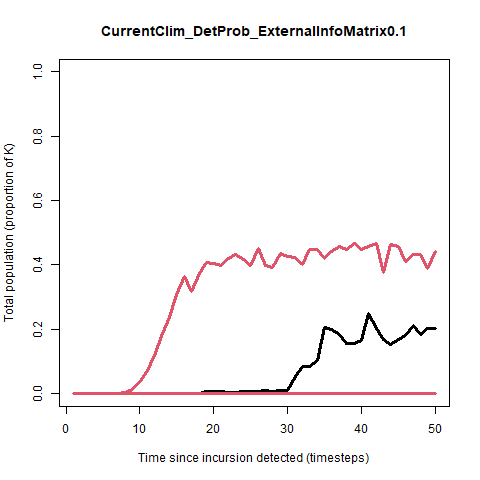 CurrentClim_DetProb_ExternalInfoMatrix0.1
Total population (proportion of K)
1.0
0.8
0.6
0.4
0.2
0.0
0 10 20 30 40 50
Time since incursion detected (timesteps)